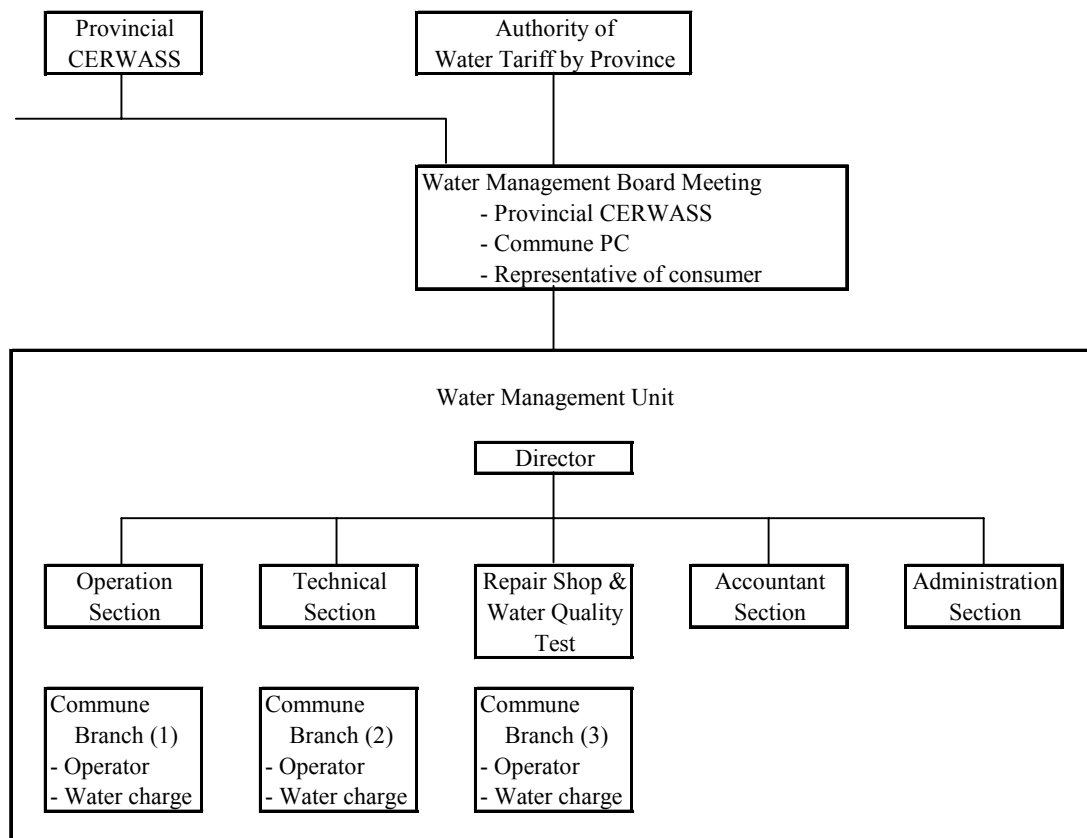 Provincial
CERWASS
Authority of
Water Tariff by Province
Water Management Board Meeting
- Provincial CERWASS
- Commune PC
- Representative of consumer
Water Management Unit
Director
Operation
Section
Technical
Section
Repair Shop &
Water Quality
Test
Accountant
Section
Administration
Section
Commune
Branch (1)
- Operator
- Water charge
Commune
Branch (2)
- Operator
- Water charge
Commune
Branch (3)
- Operator
- Water charge